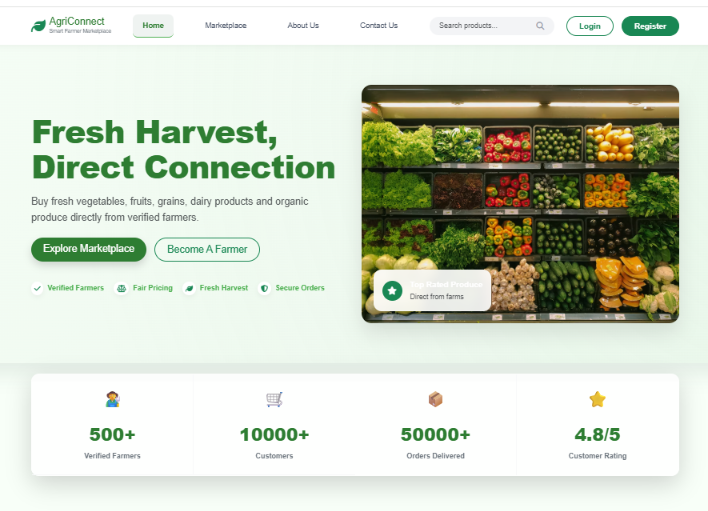 AgriConnect
Smart Farmer Marketplace
Home
Marketplace
About Us
Contact Us
Search products...
Login
Register
Fresh Harvest,
Direct Connection
Buy fresh vegetables, fruits, grains, dairy products and organic
produce directly from verified farmers.
Explore Marketplace
Become A Farmer
Verified Farmers
Fair Pricing
Fresh Harvest
Secure Orders
Top Rated Produce
Direct from farms
500+
Verified Farmers
10000+
Customers
50000+
Orders Delivered
4.8/5
Customer Rating